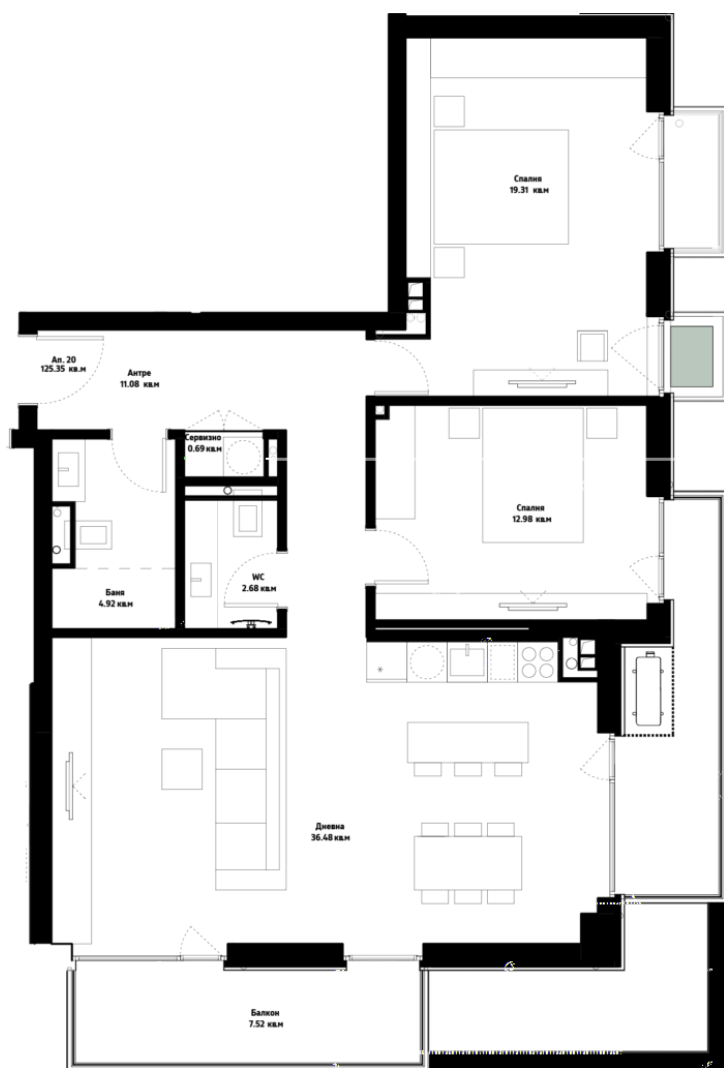 Спалня
19.31 кв.м
Ап. 20
125.35 кв.м
Антре
11.08 кв.м
Сервизно
0.69 кв.м
Спалня
12.98 кв.м
WC
2.68 кв.м
Баня
4.92 кв.м
Дневна
36.48 кв.м
Балкон
7.52 кв.м